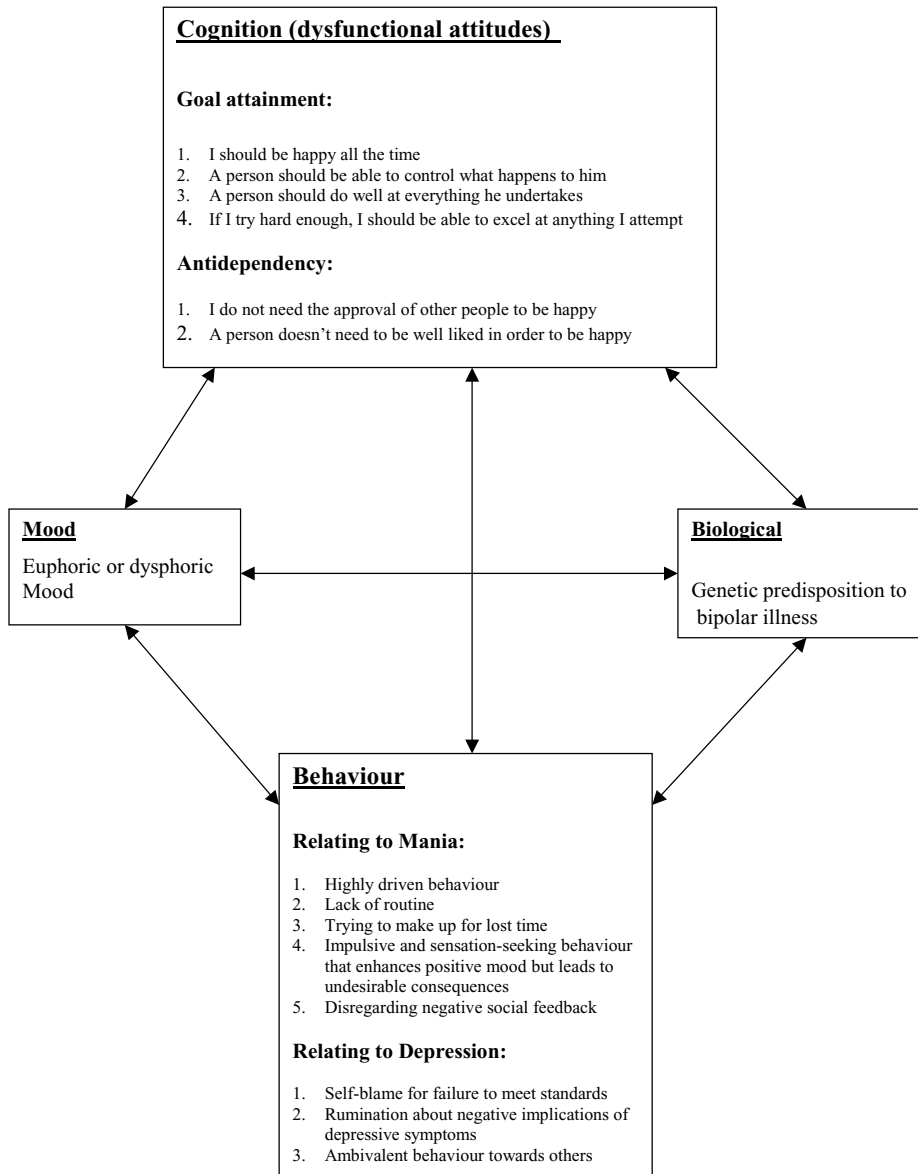 Cognition (dysfunctional attitudes)
Goal attainment:
1. I should be happy all the time
2. A person should be able to control what happens to him
3. A person should do well at everything he undertakes
4. If I try hard enough, I should be able to excel at anything I attempt
Antidependency:
1. I do not need the approval of other people to be happy
2. A person doesn’t need to be well liked in order to be happy
Mood
Euphoric or dysphoric
Mood
Biological
Genetic predisposition to
bipolar illness
Behaviour
Relating to Mania:
1. Highly driven behaviour
2. Lack of routine
3. Trying to make up for lost time
4. Impulsive and sensation-seeking behaviour
that enhances positive mood but leads to
undesirable consequences
5. Disregarding negative social feedback
Relating to Depression:
1. Self-blame for failure to meet standards
2. Rumination about negative implications of
depressive symptoms
3. Ambivalent behaviour towards others